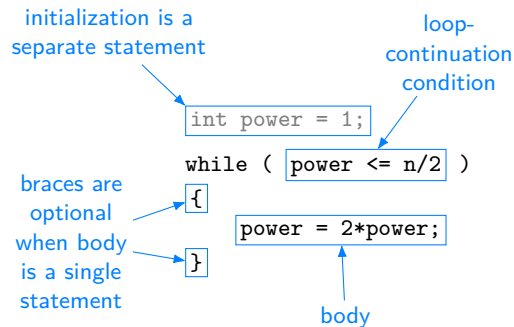 initialization is a
separate statement
loop-
continuation
condition
int power = 1;
while ( power <= n/2 )
braces are
optional
when body
is a single
statement
{
power = 2*power;
}
body